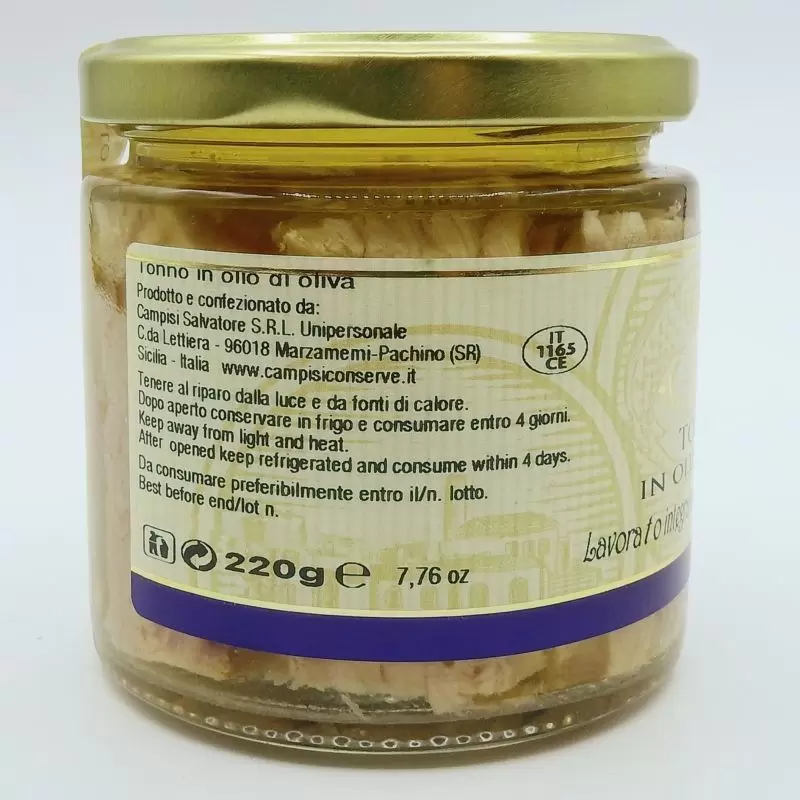 Tonno in olio di oliva
Prodotto e confezionato da:
Campisi Salvatore S.R.L. Unipersonale
C.da Lettiera - 96018 Marzamemi-Pachino (SR)
Sicilia - Italia www.campisiconserve.it
IT
1165
CE
Tenere al riparo dalla luce e da fonti di calore.
Dopo aperto conservare in frigo e consumare entro 4 giorni.
Keep away from light and heat.
After opened keep refrigerated and consume within 4 days.
Da consumare preferibilmente entro il/n. lotto.
Best before end/lot n.
220g e 7,76 oz
TO
IN OL
Lavorato integ